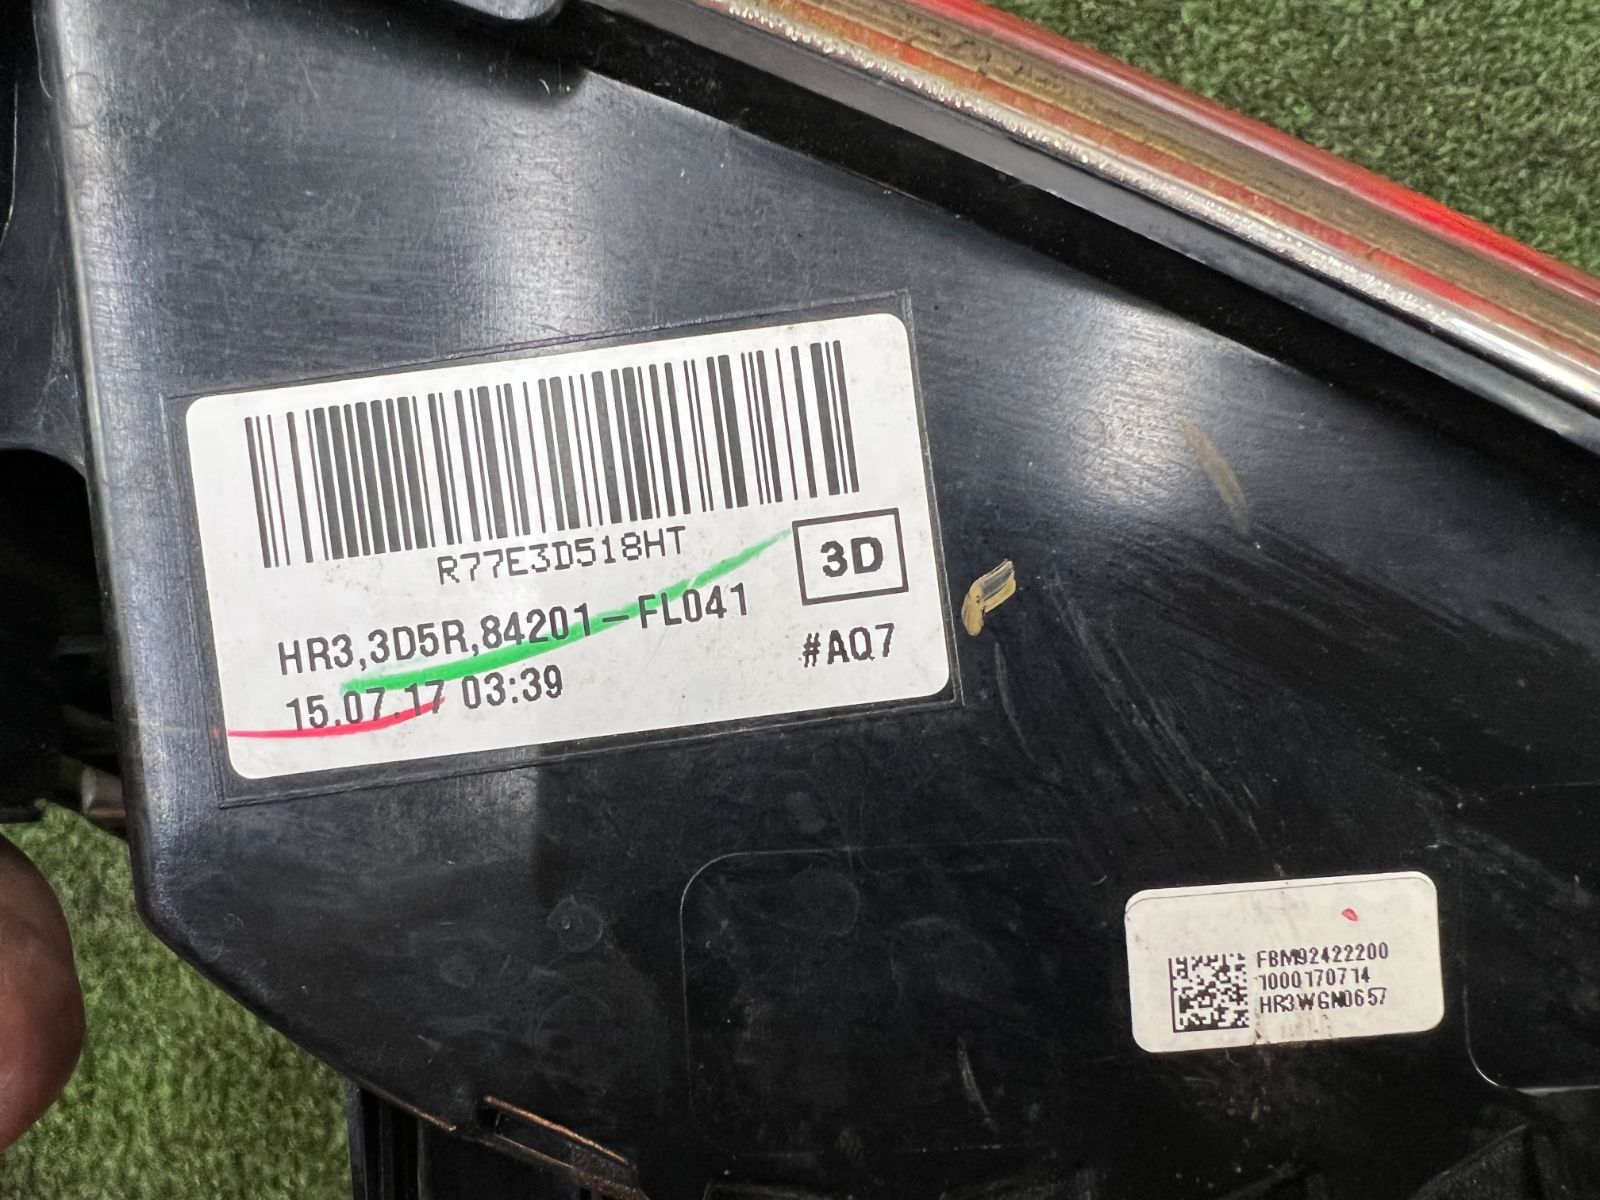 R77E3D518HT
3D
HR3,3D5R,84201-FL041
#AQ7
15.07.17 03:39
FBM92422200
1000170714
HR3WGN0657